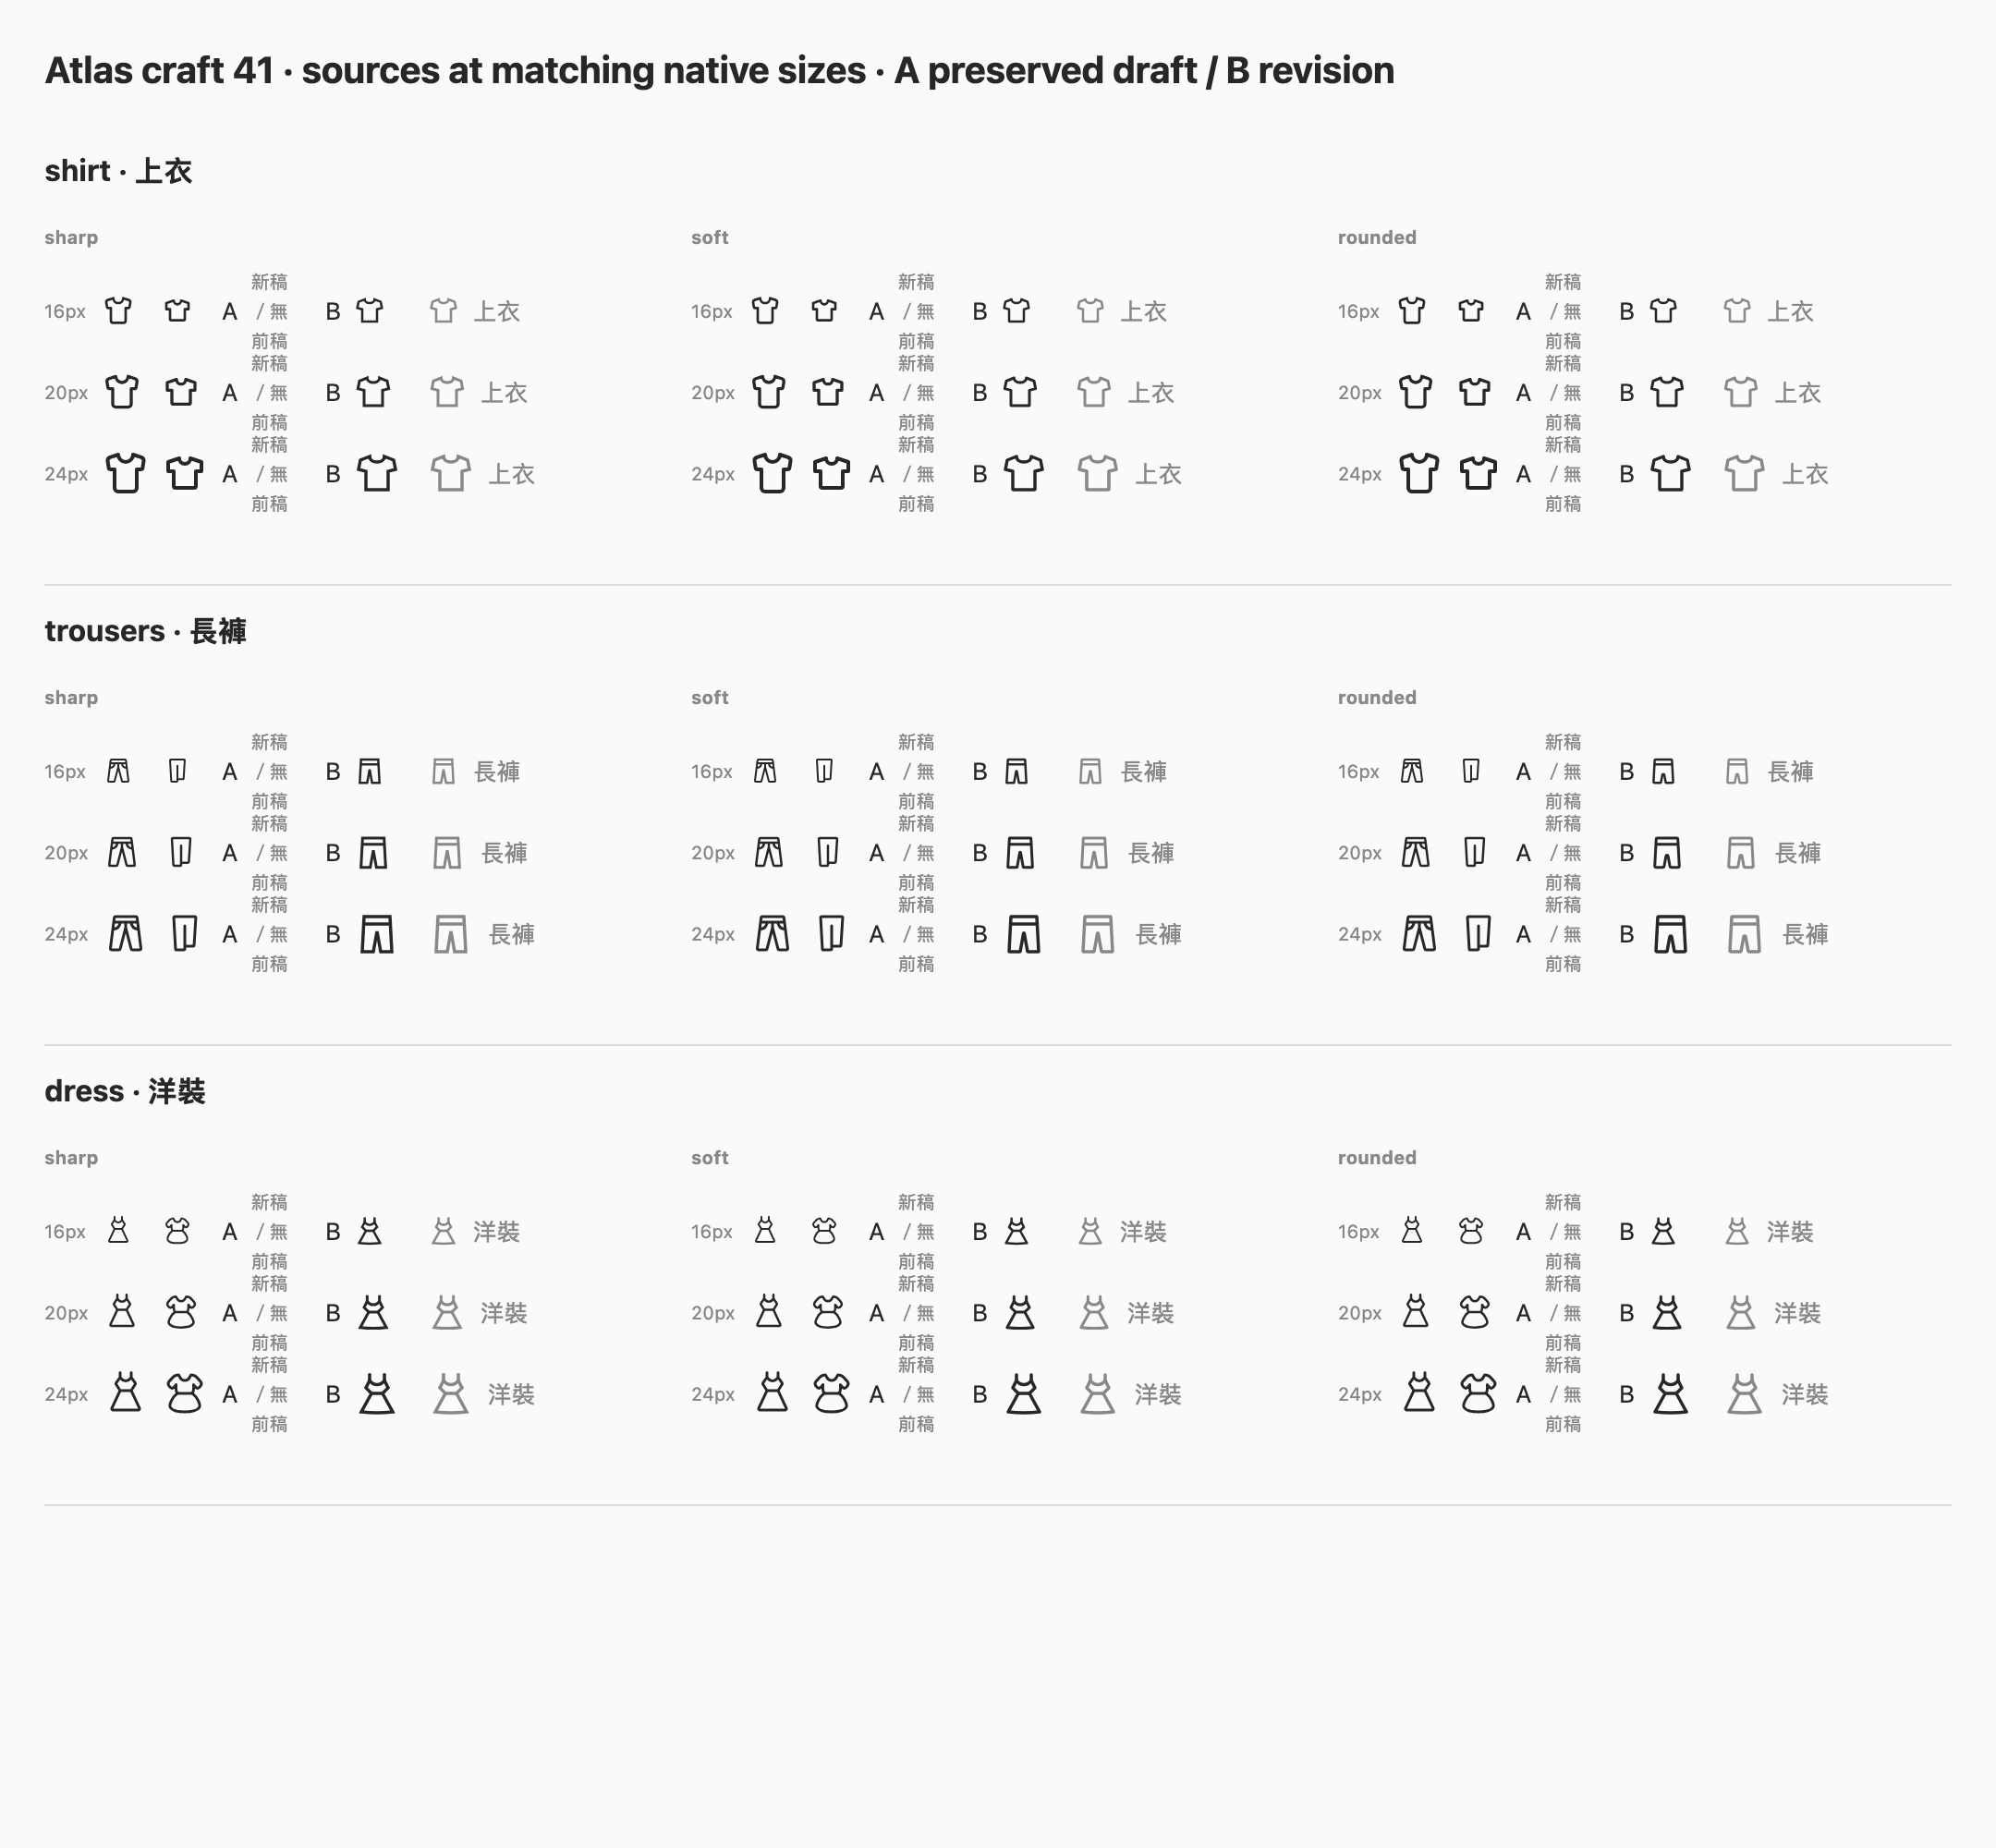 Atlas craft 41 · sources at matching native sizes · A preserved draft / B revision
shirt · 上衣
sharp
16px A 新稿 / 無前稿 B 上衣
20px A 新稿 / 無前稿 B 上衣
24px A 新稿 / 無前稿 B 上衣
soft
16px A 新稿 / 無前稿 B 上衣
20px A 新稿 / 無前稿 B 上衣
24px A 新稿 / 無前稿 B 上衣
rounded
16px A 新稿 / 無前稿 B 上衣
20px A 新稿 / 無前稿 B 上衣
24px A 新稿 / 無前稿 B 上衣
trousers · 長褲
sharp
16px A 新稿 / 無前稿 B 長褲
20px A 新稿 / 無前稿 B 長褲
24px A 新稿 / 無前稿 B 長褲
soft
16px A 新稿 / 無前稿 B 長褲
20px A 新稿 / 無前稿 B 長褲
24px A 新稿 / 無前稿 B 長褲
rounded
16px A 新稿 / 無前稿 B 長褲
20px A 新稿 / 無前稿 B 長褲
24px A 新稿 / 無前稿 B 長褲
dress · 洋裝
sharp
16px A 新稿 / 無前稿 B 洋裝
20px A 新稿 / 無前稿 B 洋裝
24px A 新稿 / 無前稿 B 洋裝
soft
16px A 新稿 / 無前稿 B 洋裝
20px A 新稿 / 無前稿 B 洋裝
24px A 新稿 / 無前稿 B 洋裝
rounded
16px A 新稿 / 無前稿 B 洋裝
20px A 新稿 / 無前稿 B 洋裝
24px A 新稿 / 無前稿 B 洋裝